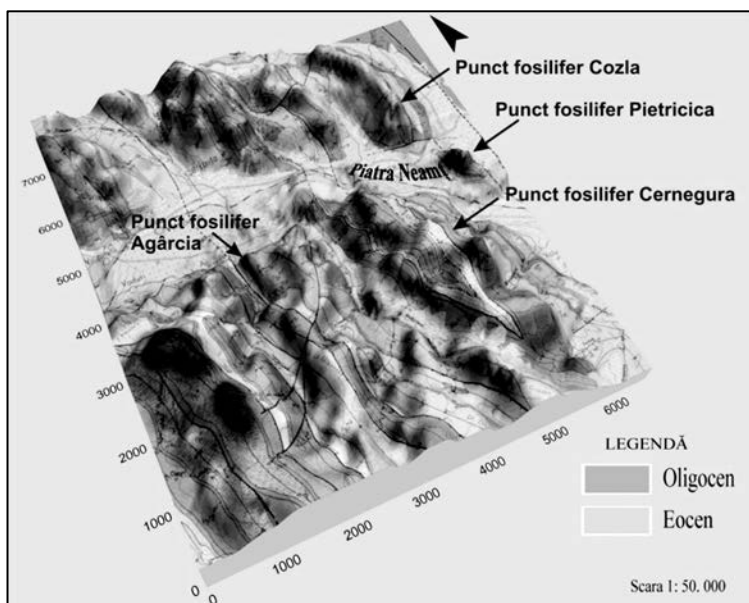 Punct fosilifer Cozla
Punct fosilifer Pietricica
Piatra Neamț
Punct fosilifer Cernegura
Punct fosilifer
Agârcia
7000
6000
5000
4000
3000
2000
1000
0
0
1000
2000
3000
4000
5000
6000
LEGENDĂ
Oligocen
Eocen
Scara 1: 50. 000